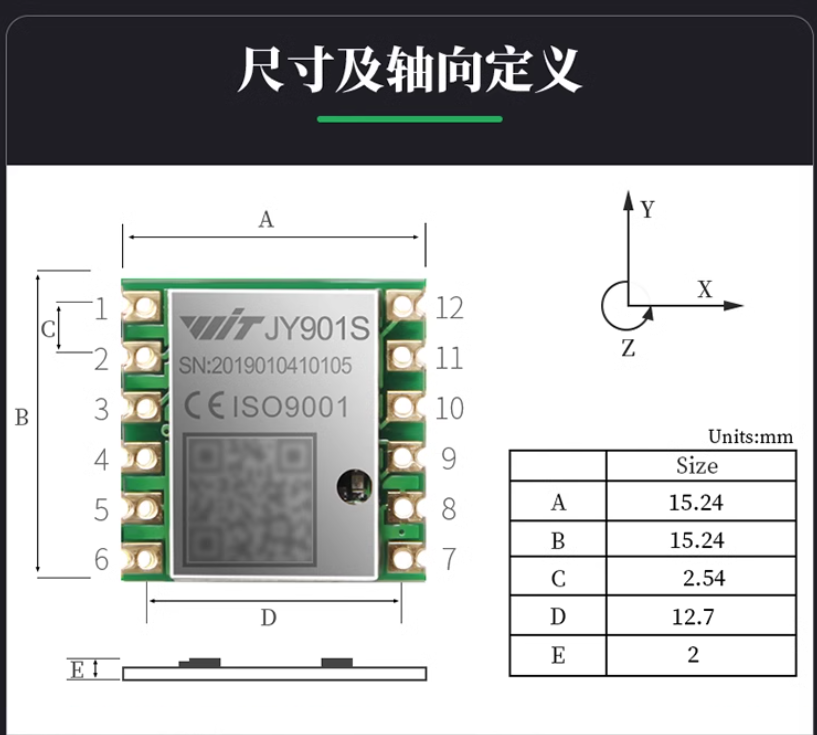 尺寸及轴向定义
A
Y
X
Z
1
12
C
WIT JY901S
2
11
SN:2019010410105
3
CE ISO9001
10
B
4
9
5
8
6
7
D
E
Units:mm
Size
A 15.24
B 15.24
C 2.54
D 12.7
E 2